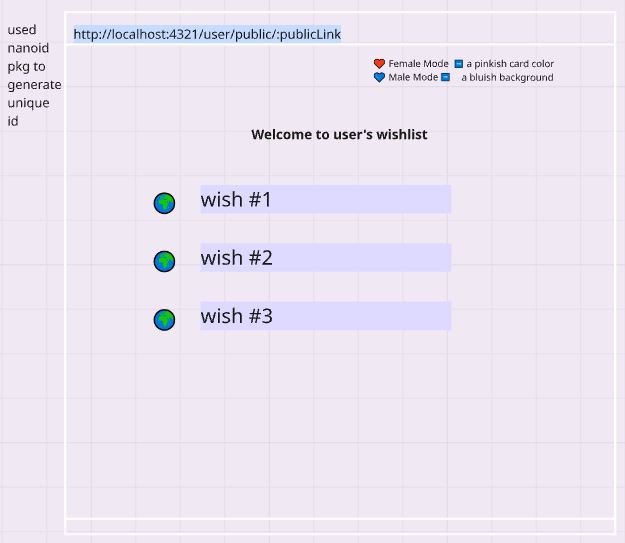 used
nanoid
pkg to
generate
unique
id
http://localhost:4321/user/public/:publicLink
Female Mode a pinkish card color
Male Mode a bluish background
Welcome to user's wishlist
wish #1
wish #2
wish #3